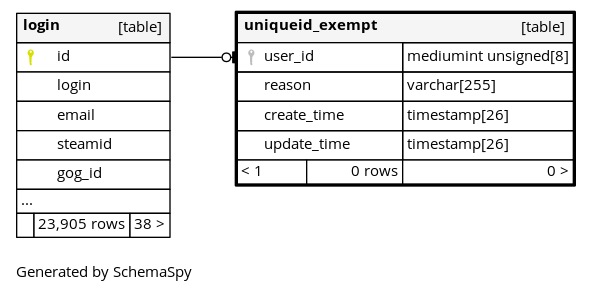 login [table]
id
login
email
steamid
gog_id
...
23,905 rows 38 >
uniqueid_exempt [table]
user_id mediumint unsigned[8]
reason varchar[255]
create_time timestamp[26]
update_time timestamp[26]
< 1 0 rows 0 >
Generated by SchemaSpy